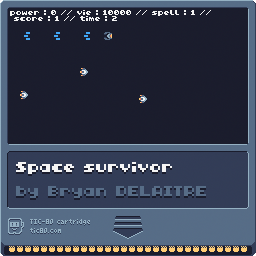 power : 0 // vie : 10000 // spell : 1 //
score : 1 // time : 2
Space survivor
by Bryan DELAITRE
TIC-80 cartridge
tic80.com